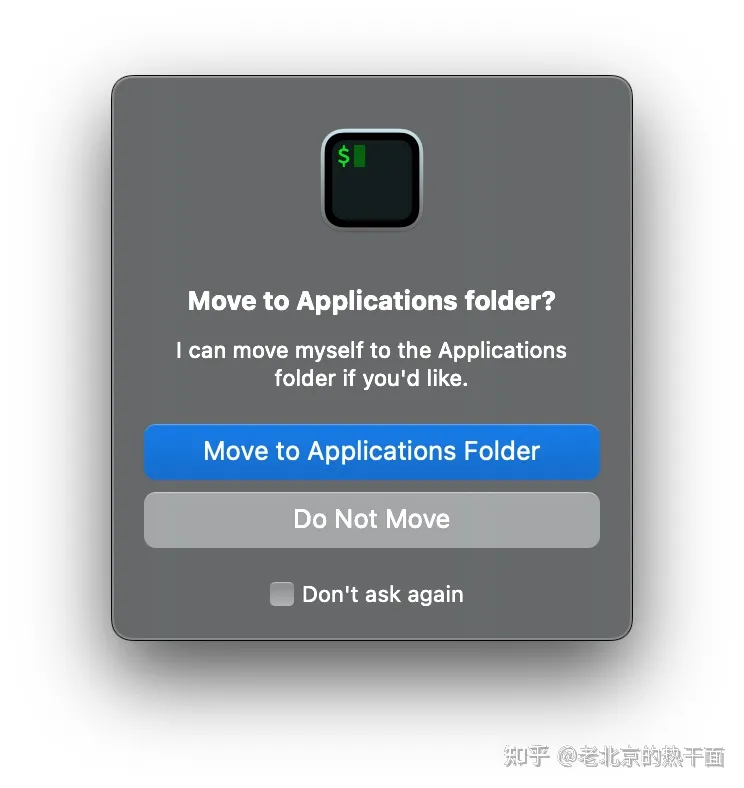 $
Move to Applications folder?
I can move myself to the Applications
folder if you'd like.
Move to Applications Folder
Do Not Move
Don't ask again
知乎 @老北京的热干面